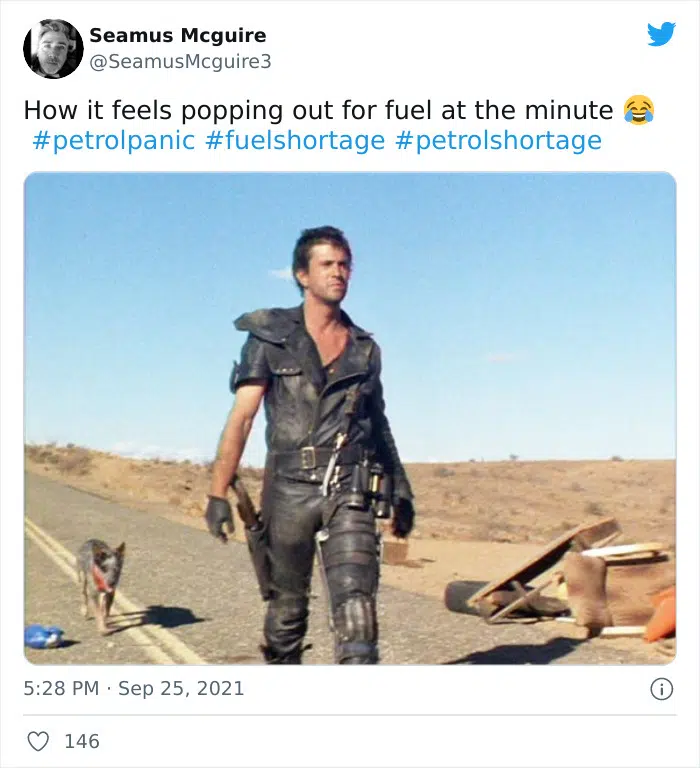 Seamus Mcguire
@SeamusMcguire3
How it feels popping out for fuel at the minute 😂
#petrolpanic #fuelshortage #petrolshortage
5:28 PM · Sep 25, 2021
146